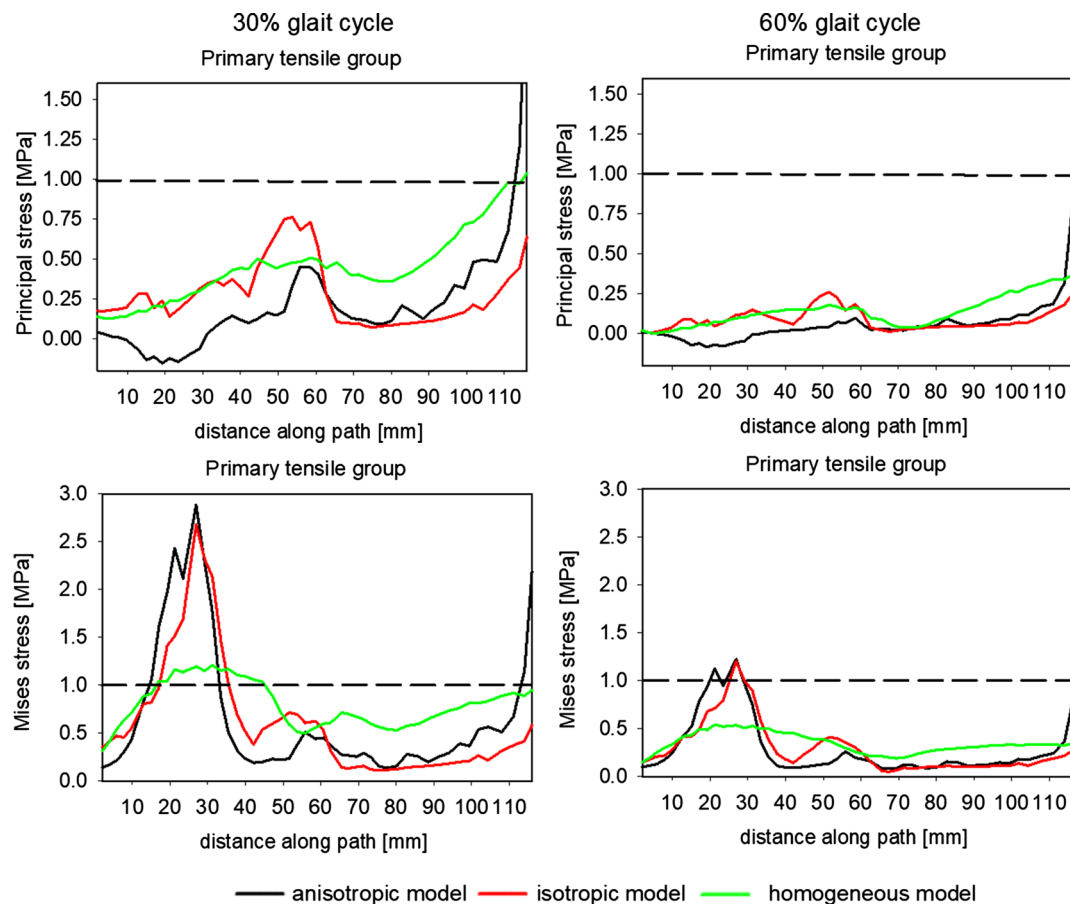 30% glait cycle
60% glait cycle
Primary tensile group
Primary tensile group
Principal stress [MPa]
1.50
1.25
1.00
0.75
0.50
0.25
0.00
10 20 30 40 50 60 70 80 90 100 110
distance along path [mm]
Principal stress [MPa]
1.50
1.25
1.00
0.75
0.50
0.25
0.00
10 20 30 40 50 60 70 80 90 100 110
distance along path [mm]
Primary tensile group
Primary tensile group
Mises stress [MPa]
3.0
2.5
2.0
1.5
1.0
0.5
0.0
10 20 30 40 50 60 70 80 90 100 110
distance along path [mm]
Mises stress [MPa]
3.0
2.5
2.0
1.5
1.0
0.5
0.0
10 20 30 40 50 60 70 80 90 100 110
distance along path [mm]
anisotropic model isotropic model homogeneous model